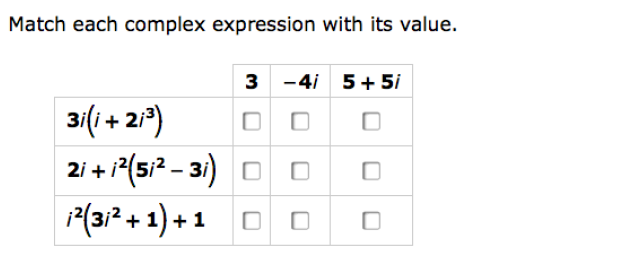 Match each complex expression with its value.
3 −4i 5 + 5i
3i(i + 2i³)
2i + i²(5i² − 3i)
i²(3i² + 1) + 1